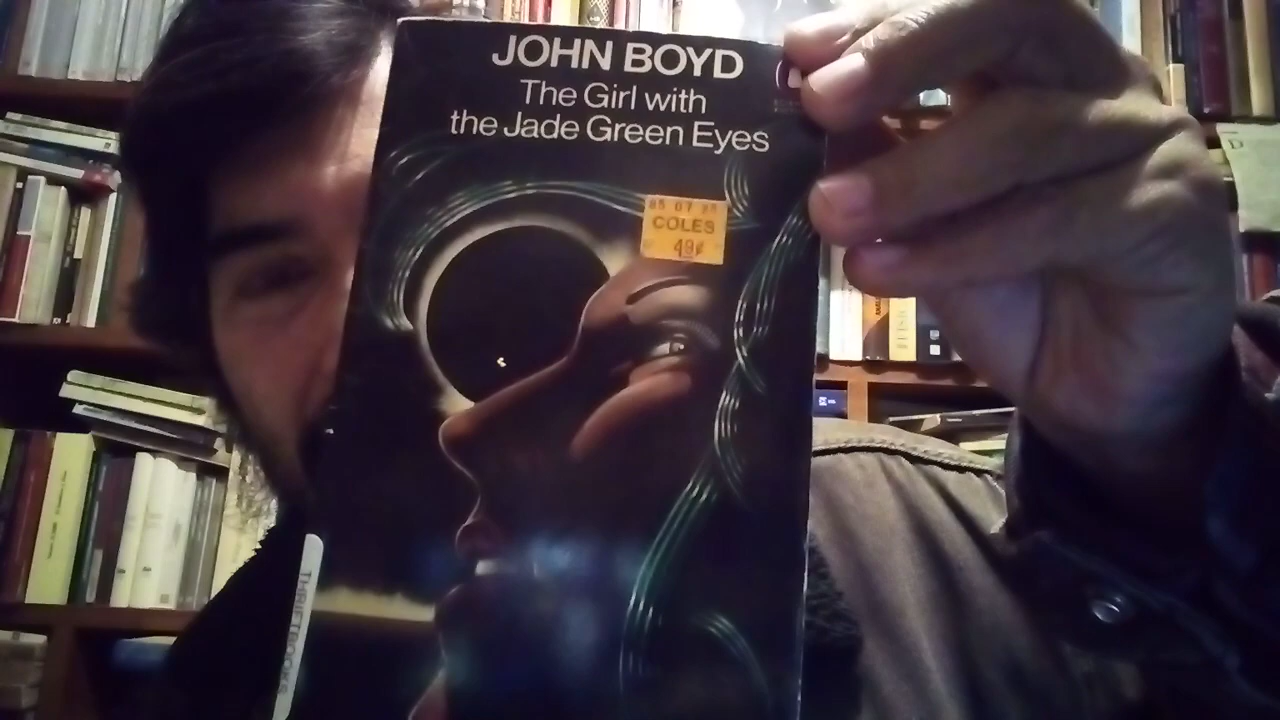 JOHN BOYD
The Girl with
the Jade Green Eyes
COLES
49¢
THRIFTBOOKS